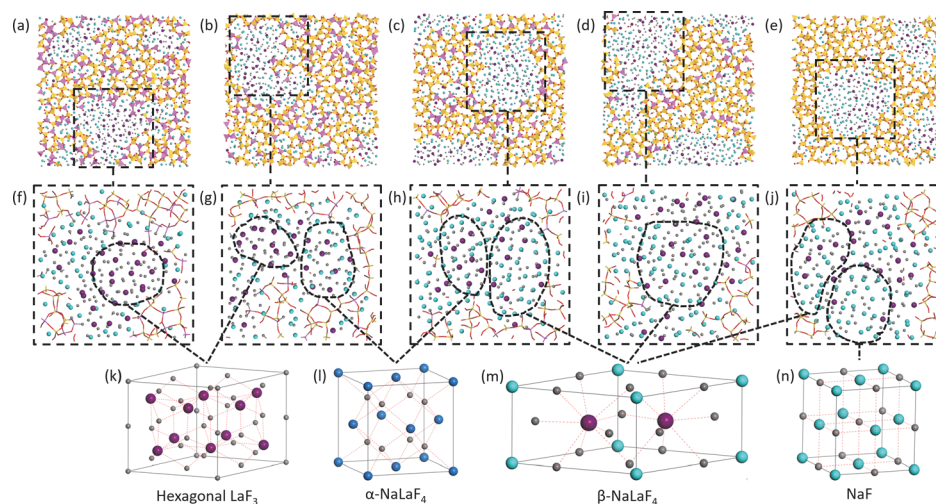 (a) (b) (c) (d) (e)
(f) (g) (h) (i) (j)
(k) (l) (m) (n)
Hexagonal LaF₃ α-NaLaF₄ β-NaLaF₄ NaF